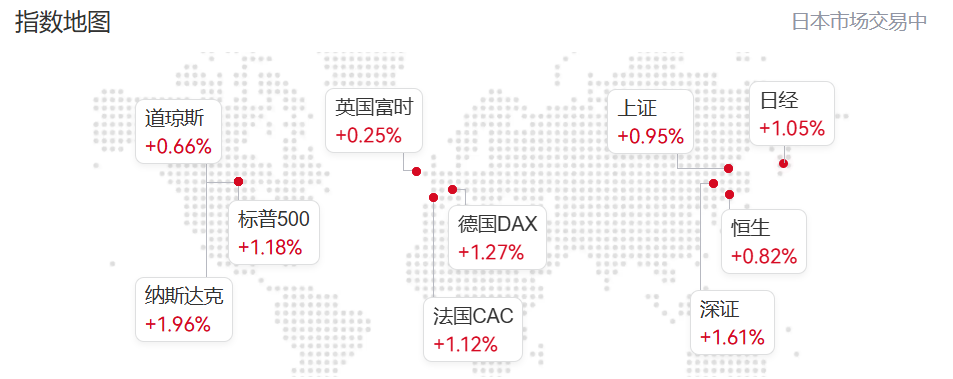 指数地图
日本市场交易中
道琼斯
+0.66%
英国富时
+0.25%
上证
+0.95%
日经
+1.05%
标普500
+1.18%
德国DAX
+1.27%
恒生
+0.82%
纳斯达克
+1.96%
法国CAC
+1.12%
深证
+1.61%